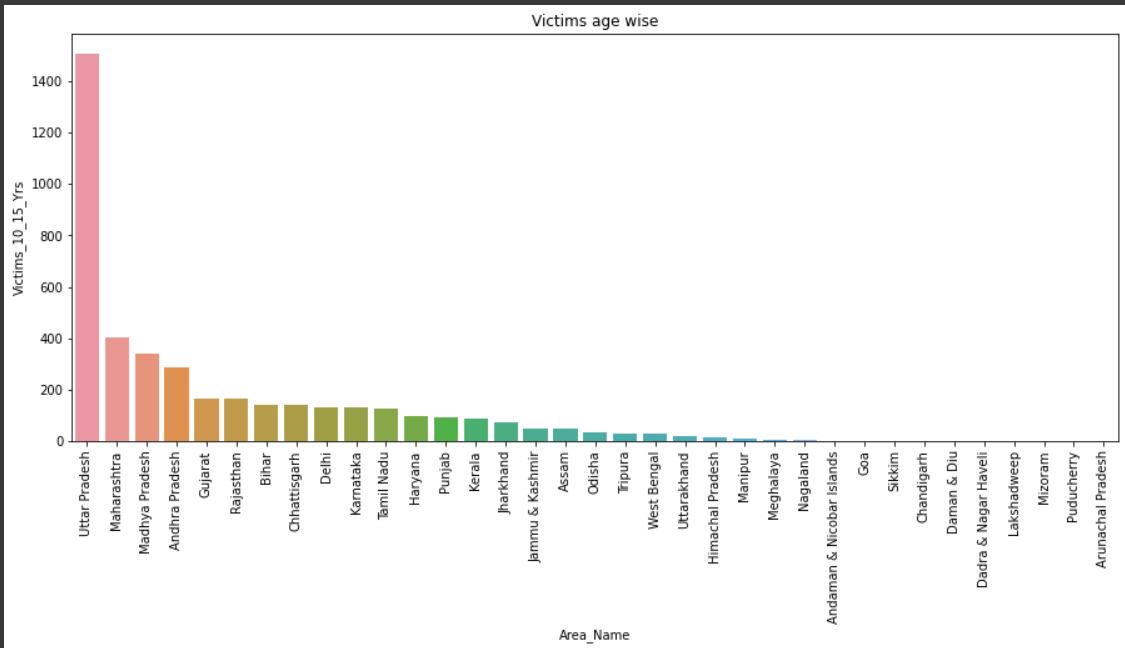 Victims age wise
Victims_10_15_Yrs
1400
1200
1000
800
600
400
200
0
Uttar Pradesh
Maharashtra
Madhya Pradesh
Andhra Pradesh
Gujarat
Rajasthan
Bihar
Chhattisgarh
Delhi
Karnataka
Tamil Nadu
Haryana
Punjab
Kerala
Jharkhand
Jammu & Kashmir
Assam
Odisha
Tripura
West Bengal
Uttarakhand
Himachal Pradesh
Manipur
Meghalaya
Nagaland
Andaman & Nicobar Islands
Goa
Sikkim
Chandigarh
Daman & Diu
Dadra & Nagar Haveli
Lakshadweep
Mizoram
Puducherry
Arunachal Pradesh
Area_Name